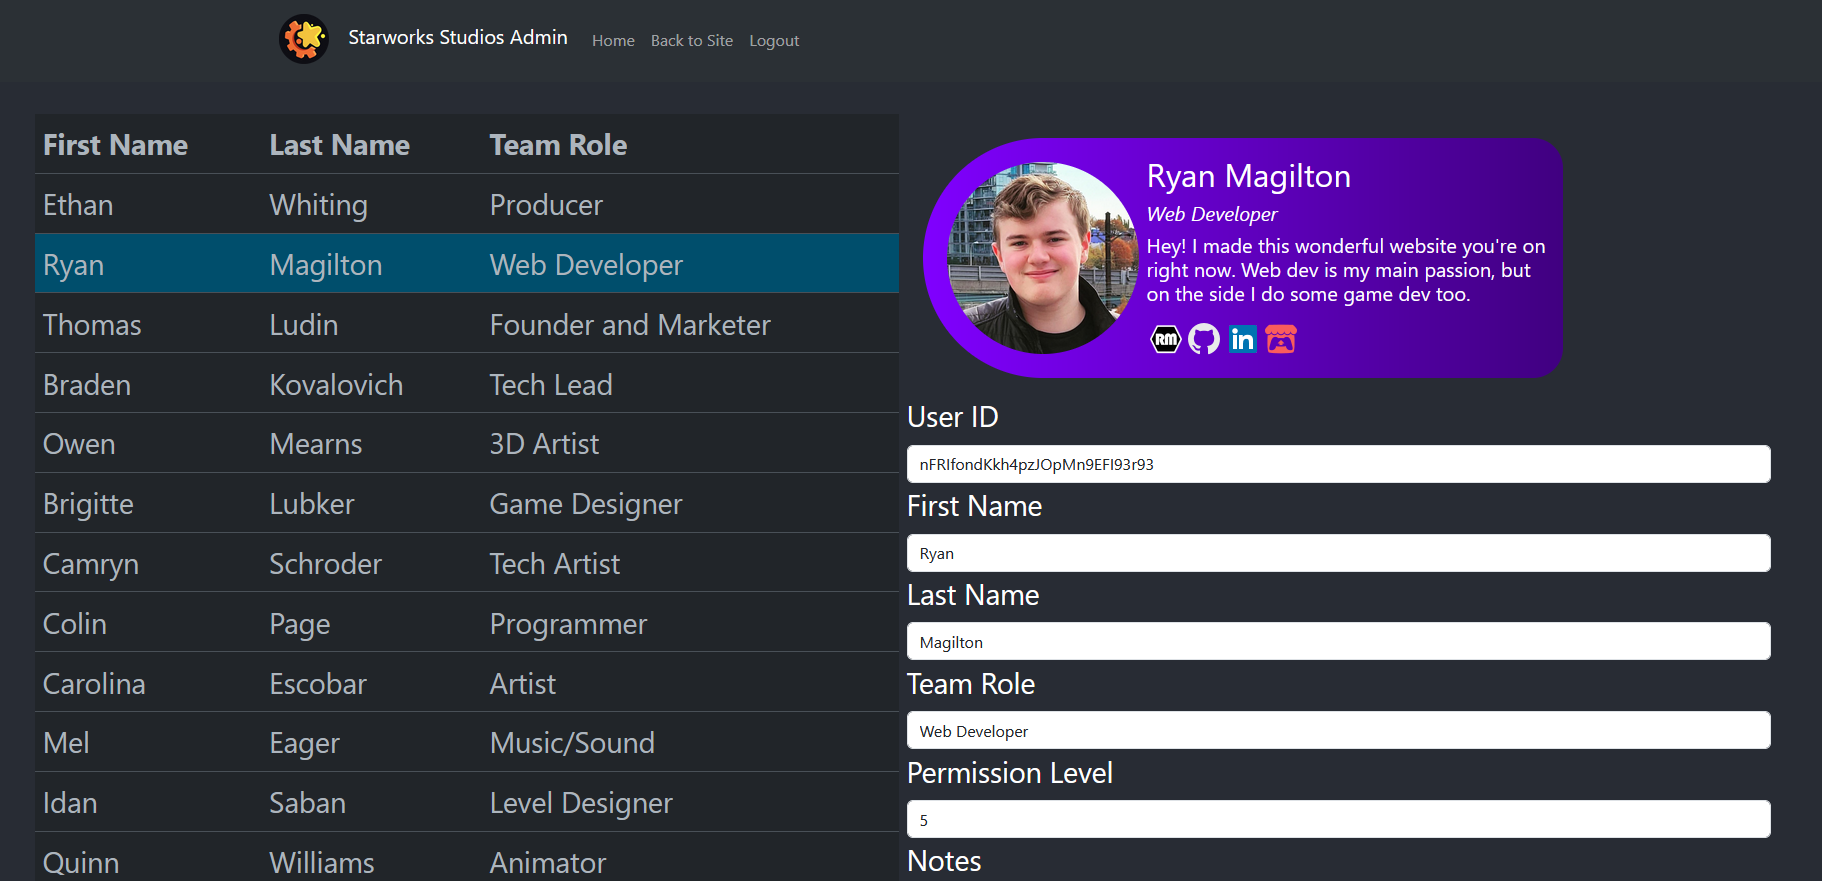 Starworks Studios Admin Home Back to Site Logout
First Name Last Name Team Role
Ethan Whiting Producer
Ryan Magilton Web Developer
Thomas Ludin Founder and Marketer
Braden Kovalovich Tech Lead
Owen Mearns 3D Artist
Brigitte Lubker Game Designer
Camryn Schroder Tech Artist
Colin Page Programmer
Carolina Escobar Artist
Mel Eager Music/Sound
Idan Saban Level Designer
Quinn Williams Animator
Ryan Magilton
Web Developer
Hey! I made this wonderful website you're on
right now. Web dev is my main passion, but
on the side I do some game dev too.
RM in
User ID
nFRIfondKkh4pzJOpMn9EFI93r93
First Name
Ryan
Last Name
Magilton
Team Role
Web Developer
Permission Level
5
Notes